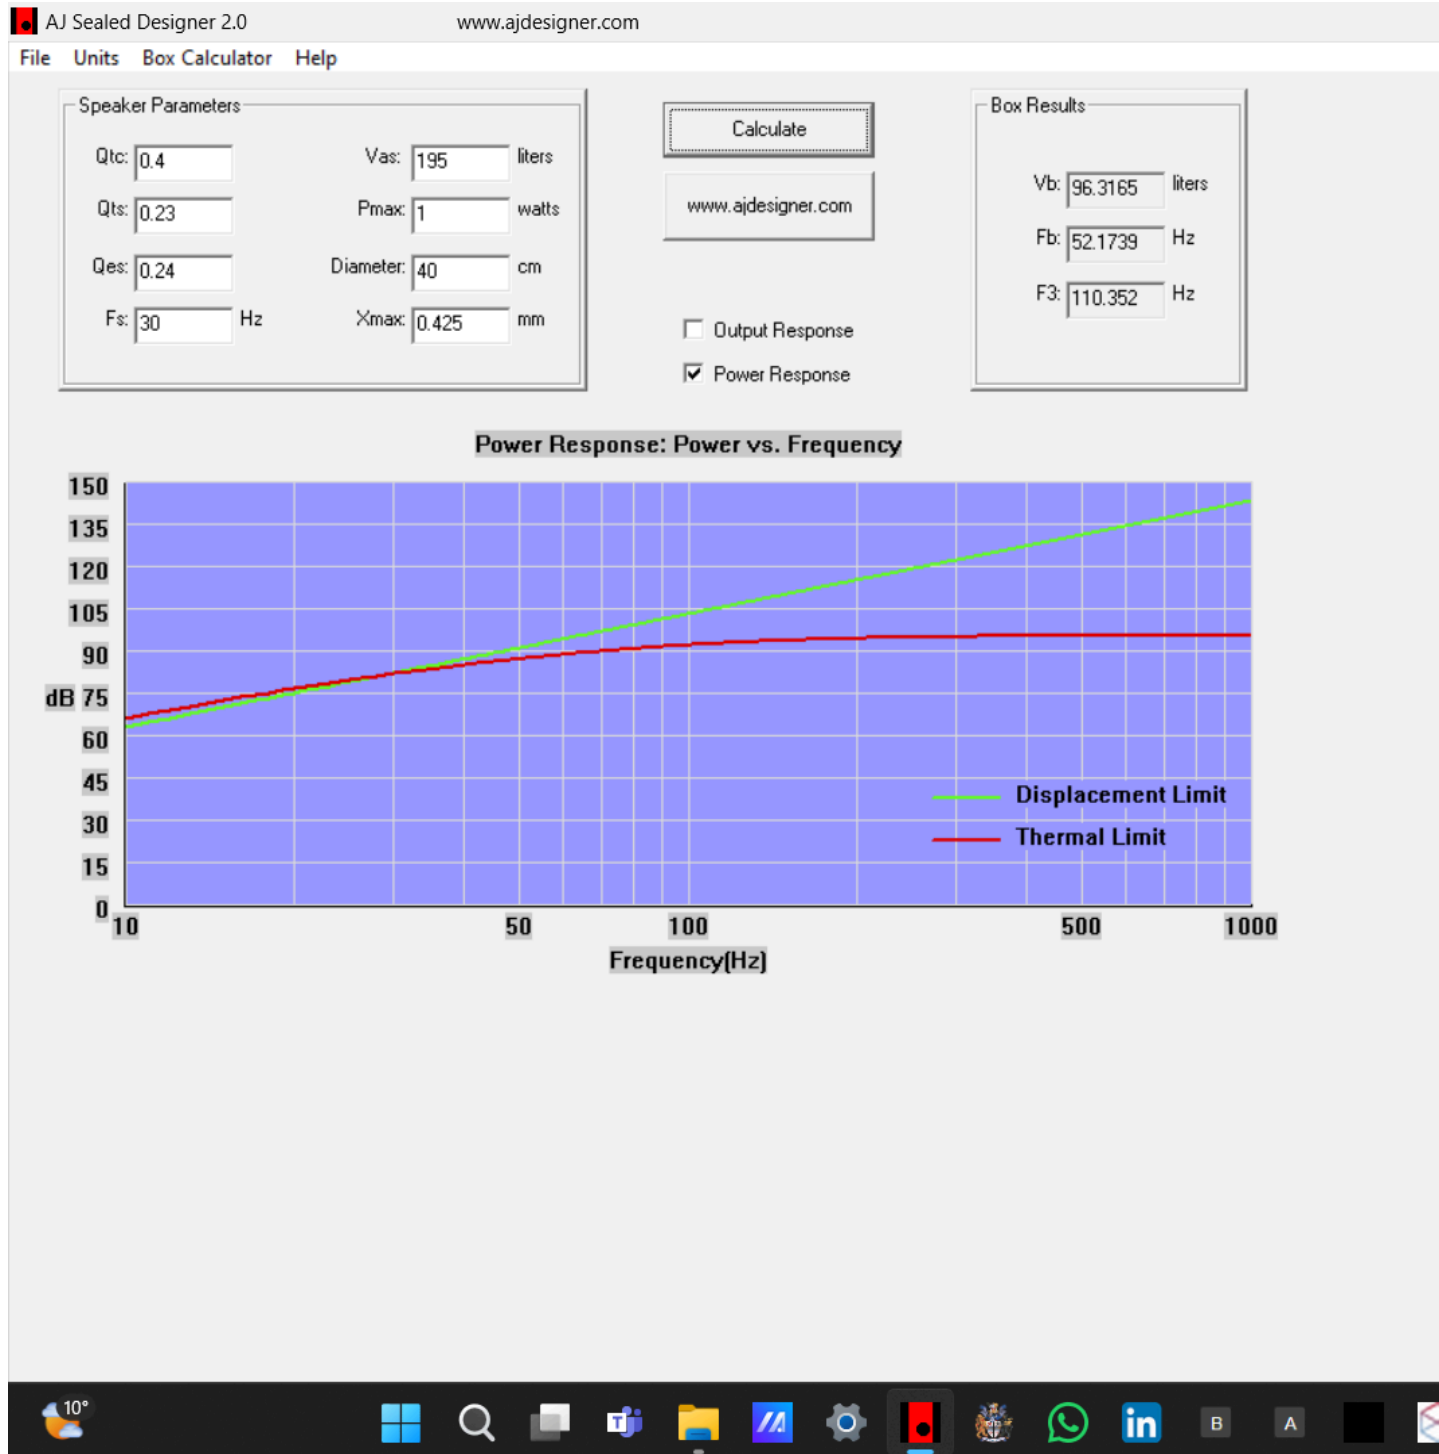 AJ Sealed Designer 2.0 www.ajdesigner.com
File Units Box Calculator Help
Speaker Parameters
Qtc: 0.4 Vas: 195 liters
Qts: 0.23 Pmax: 1 watts
Qes: 0.24 Diameter: 40 cm
Fs: 30 Hz Xmax: 0.425 mm
Calculate
www.ajdesigner.com
Output Response
Power Response
Box Results
Vb: 96.3165 liters
Fb: 52.1739 Hz
F3: 110.352 Hz
Power Response: Power vs. Frequency
150
135
120
105
90
dB 75
60
45
30
15
0
Displacement Limit
Thermal Limit
10 50 100 500 1000
Frequency(Hz)
10°
T
in
B
A